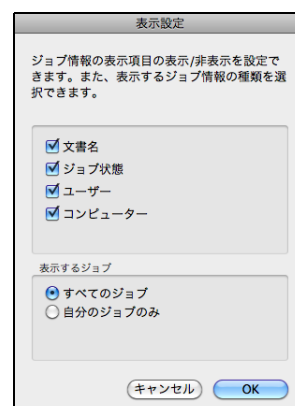 表示設定
ジョブ情報の表示項目の表示/非表示を設定で
きます。また、表示するジョブ情報の種類を選
択できます。
文書名
ジョブ状態
ユーザー
コンピューター
表示するジョブ
すべてのジョブ
自分のジョブのみ
キャンセル OK